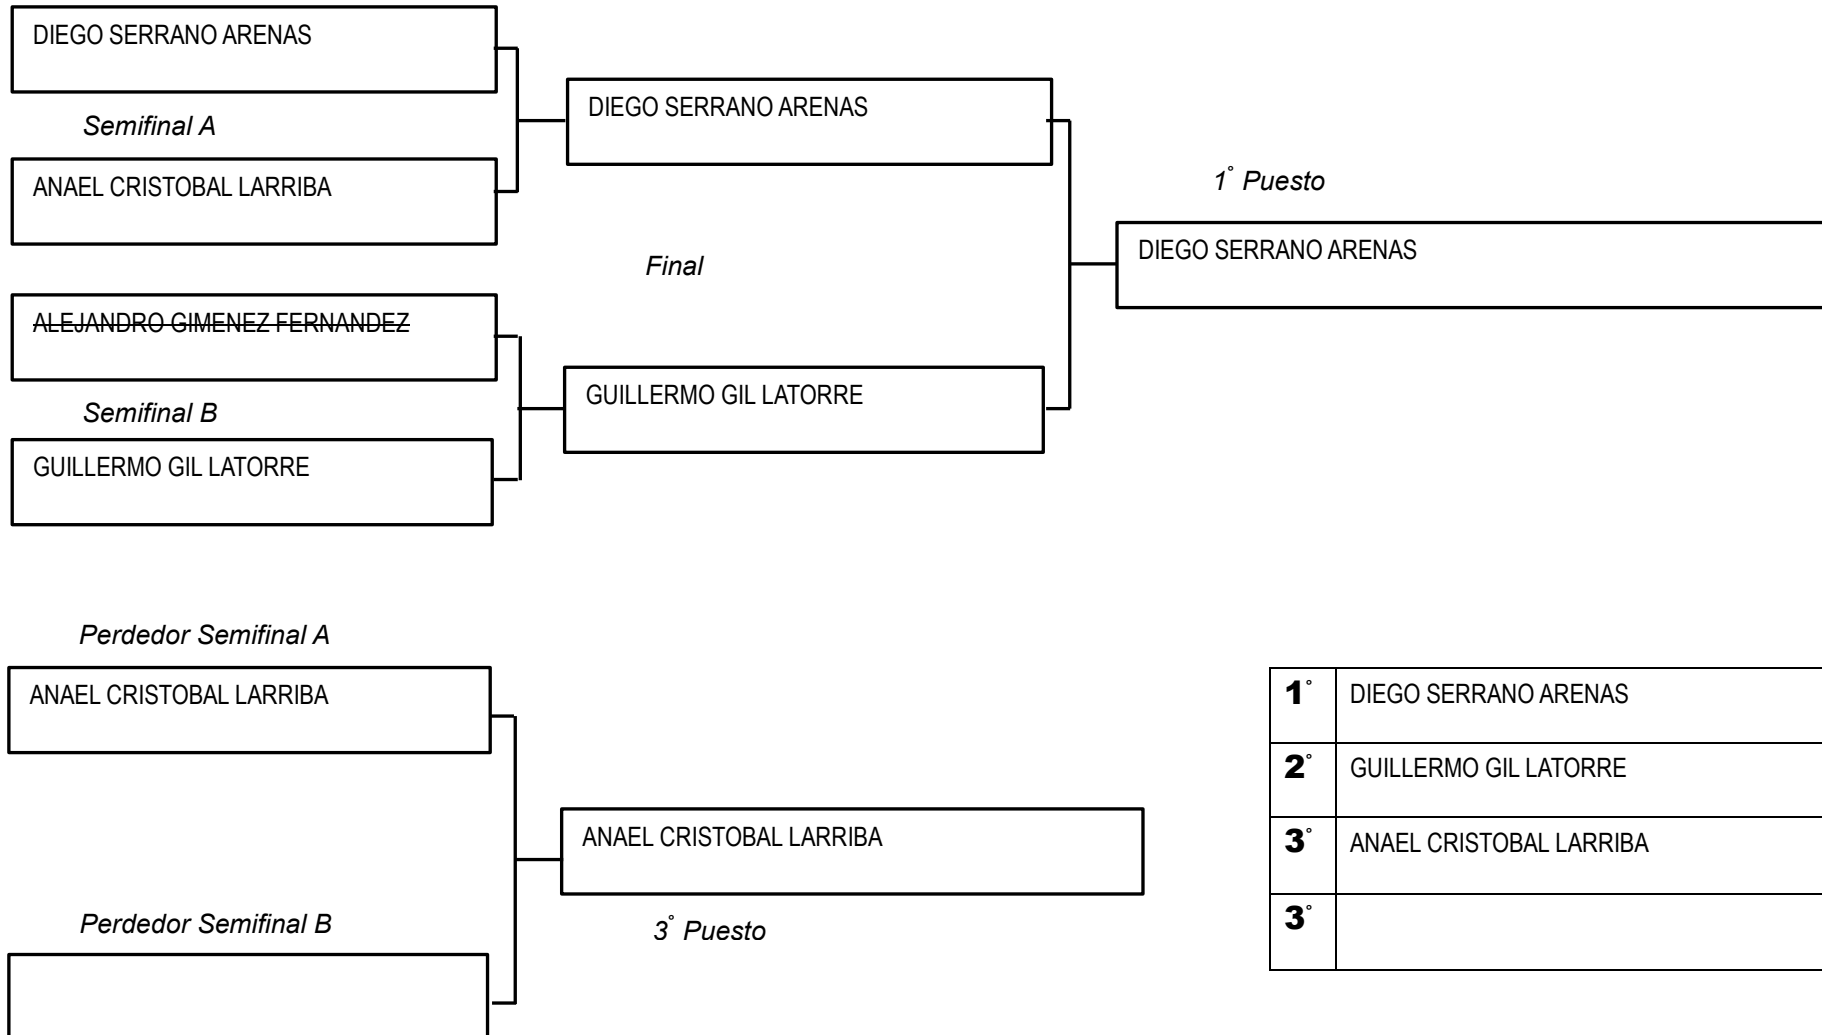 DIEGO SERRANO ARENAS
Semifinal A
ANAEL CRISTOBAL LARRIBA
DIEGO SERRANO ARENAS
1° Puesto
DIEGO SERRANO ARENAS
Final
ALEJANDRO GIMENEZ FERNANDEZ
Semifinal B
GUILLERMO GIL LATORRE
GUILLERMO GIL LATORRE
Perdedor Semifinal A
ANAEL CRISTOBAL LARRIBA
ANAEL CRISTOBAL LARRIBA
Perdedor Semifinal B
3° Puesto
1° DIEGO SERRANO ARENAS
2° GUILLERMO GIL LATORRE
3° ANAEL CRISTOBAL LARRIBA
3°